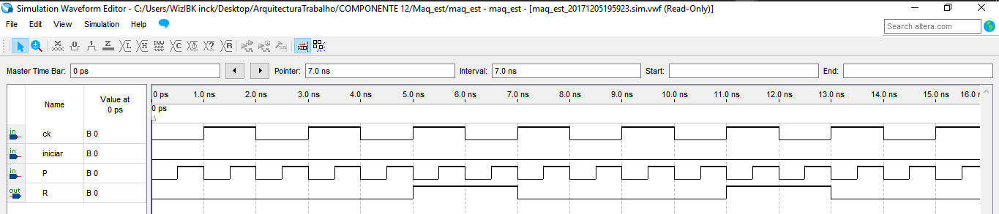 Simulation Waveform Editor - C:/Users/WizIBK inck/Desktop/ArquitecturaTrabalho/COMPONENTE 12/Maq_est/maq_est - maq_est - [maq_est_20171205195923.sim.vwf (Read-Only)]
File Edit View Simulation Help
Search altera.com
Master Time Bar: 0 ps Pointer: 7.0 ns Interval: 7.0 ns Start: End:
Name Value at 0 ps
0 ps 1.0 ns 2.0 ns 3.0 ns 4.0 ns 5.0 ns 6.0 ns 7.0 ns 8.0 ns 9.0 ns 10.0 ns 11.0 ns 12.0 ns 13.0 ns 14.0 ns 15.0 ns 16.0 n
0 ps
in ck B 0
in iniciar B 0
in P B 0
out R B 0